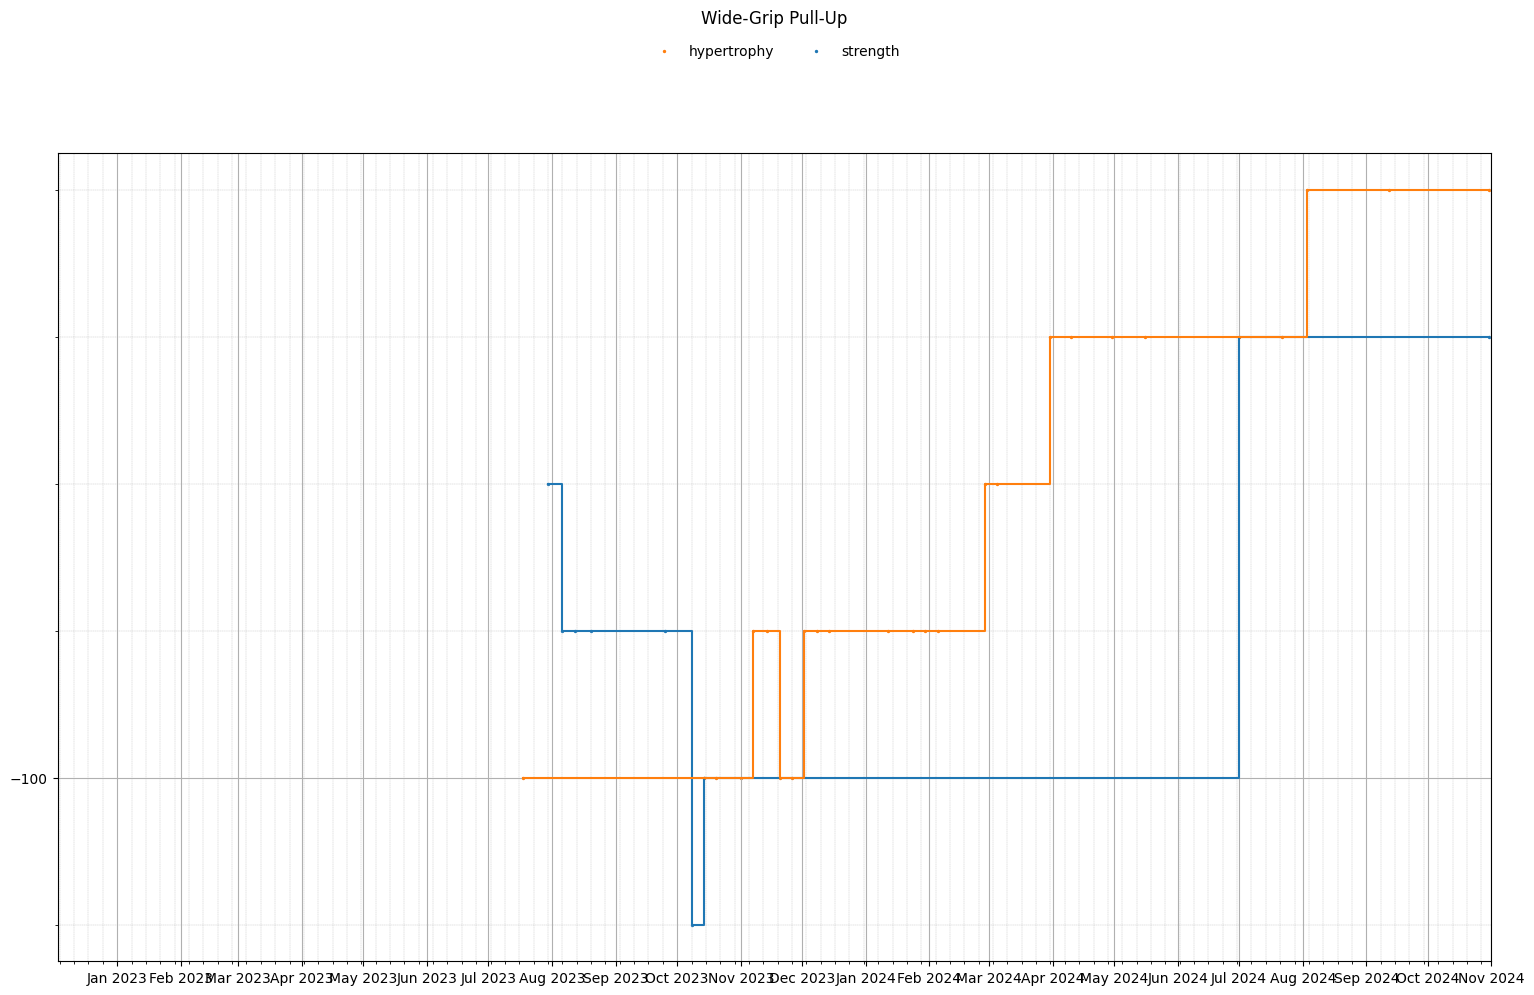 Wide-Grip Pull-Up
hypertrophy strength
−100
Jan 2023 Feb 2023 Mar 2023 Apr 2023 May 2023 Jun 2023 Jul 2023 Aug 2023 Sep 2023 Oct 2023 Nov 2023 Dec 2023 Jan 2024 Feb 2024 Mar 2024 Apr 2024 May 2024 Jun 2024 Jul 2024 Aug 2024 Sep 2024 Oct 2024 Nov 2024